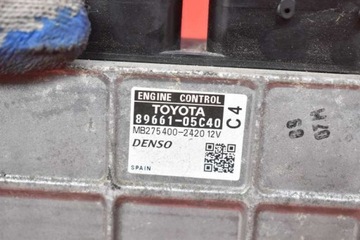 ENGINE CONTROL
TOYOTA
89661-05C40
C4
MB275400-2420 12V
DENSO
SPAIN